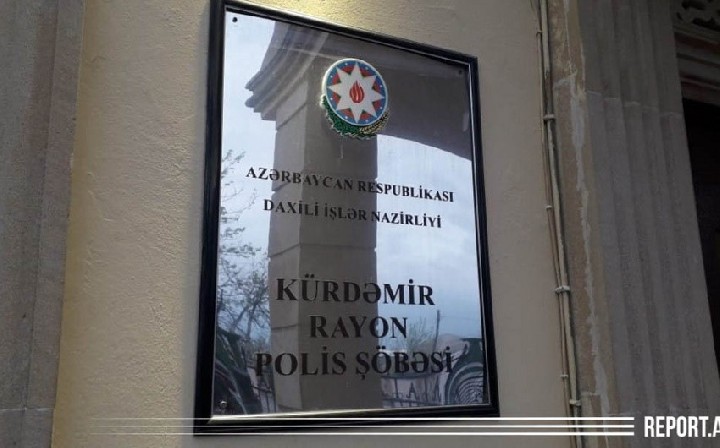 AZƏRBAYCAN RESPUBLİKASI
DAXİLİ İŞLƏR NAZİRLİYİ
KÜRDƏMİR
RAYON
POLİS ŞÖBƏSİ
REPORT.A